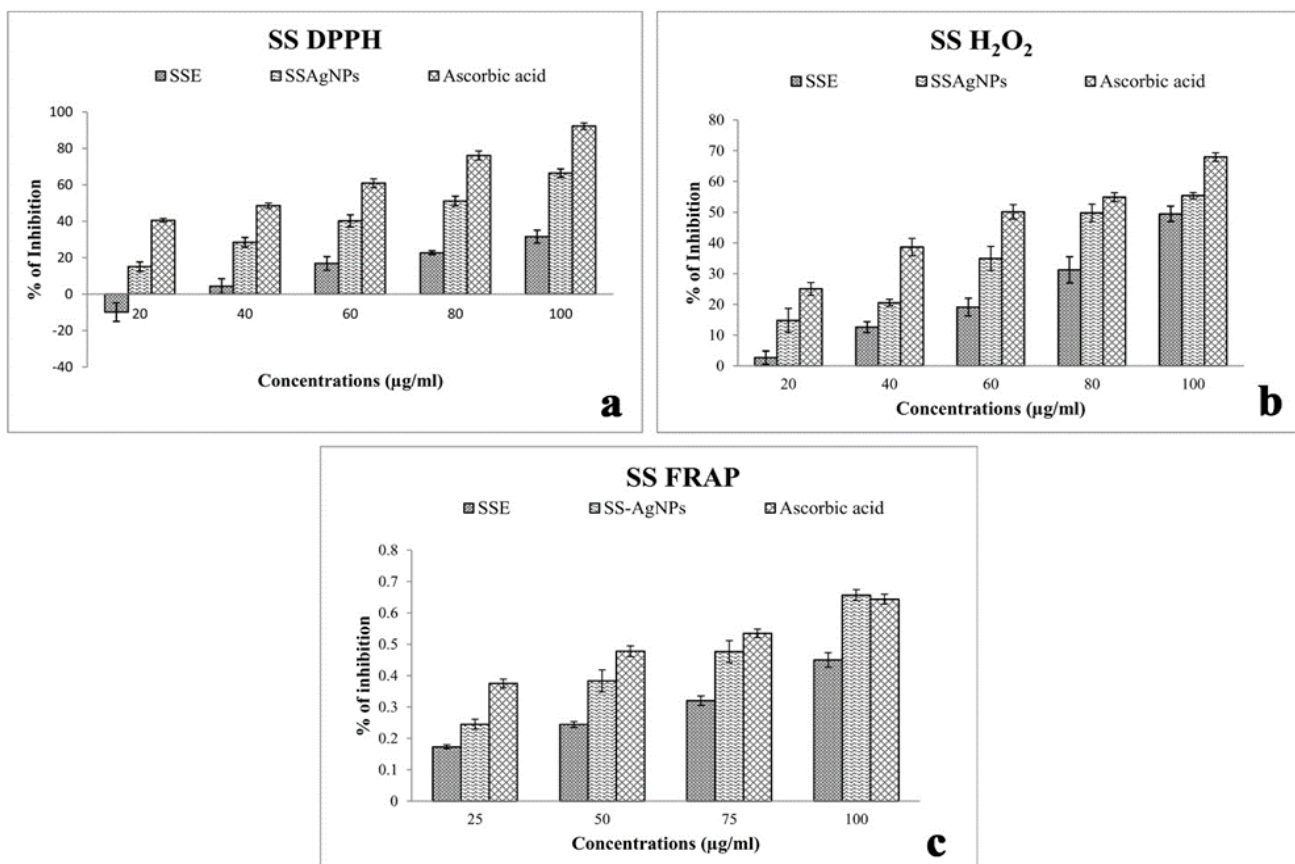 SS DPPH
SSE SSAgNPs Ascorbic acid
100
80
60
40
20
0
-20
-40
% of Inhibition
20 40 60 80 100
Concentrations (µg/ml)
a
SS H₂O₂
SSE SSAgNPs Ascorbic acid
80
70
60
50
40
30
20
10
0
% of Inhibition
20 40 60 80 100
Concentrations (µg/ml)
b
SS FRAP
SSE SS-AgNPs Ascorbic acid
0.8
0.7
0.6
0.5
0.4
0.3
0.2
0.1
0
% of inhibition
25 50 75 100
Concentrations (µg/ml)
c